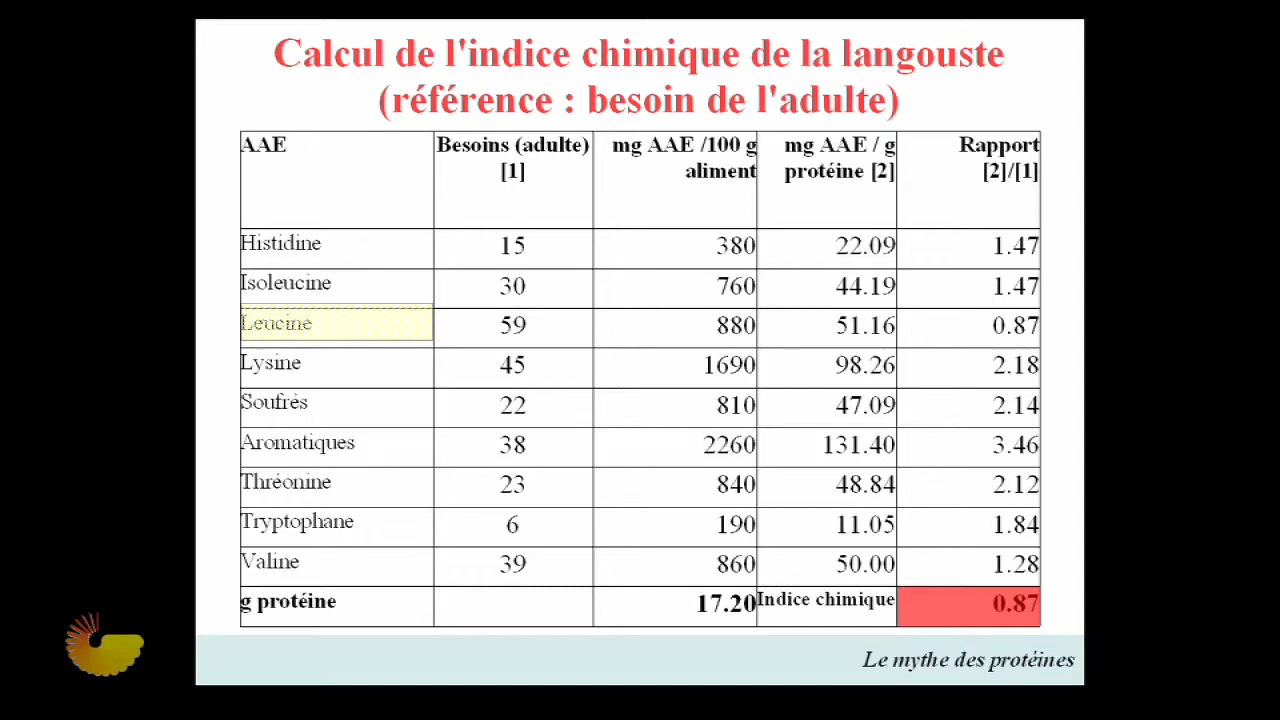 Calcul de l'indice chimique de la langouste
(référence : besoin de l'adulte)
AAE Besoins (adulte) [1] mg AAE /100 g aliment mg AAE / g protéine [2] Rapport [2]/[1]
Histidine 15 380 22.09 1.47
Isoleucine 30 760 44.19 1.47
Leucine 59 880 51.16 0.87
Lysine 45 1690 98.26 2.18
Soufrés 22 810 47.09 2.14
Aromatiques 38 2260 131.40 3.46
Thréonine 23 840 48.84 2.12
Tryptophane 6 190 11.05 1.84
Valine 39 860 50.00 1.28
g protéine 17.20 Indice chimique 0.87
Le mythe des protéines